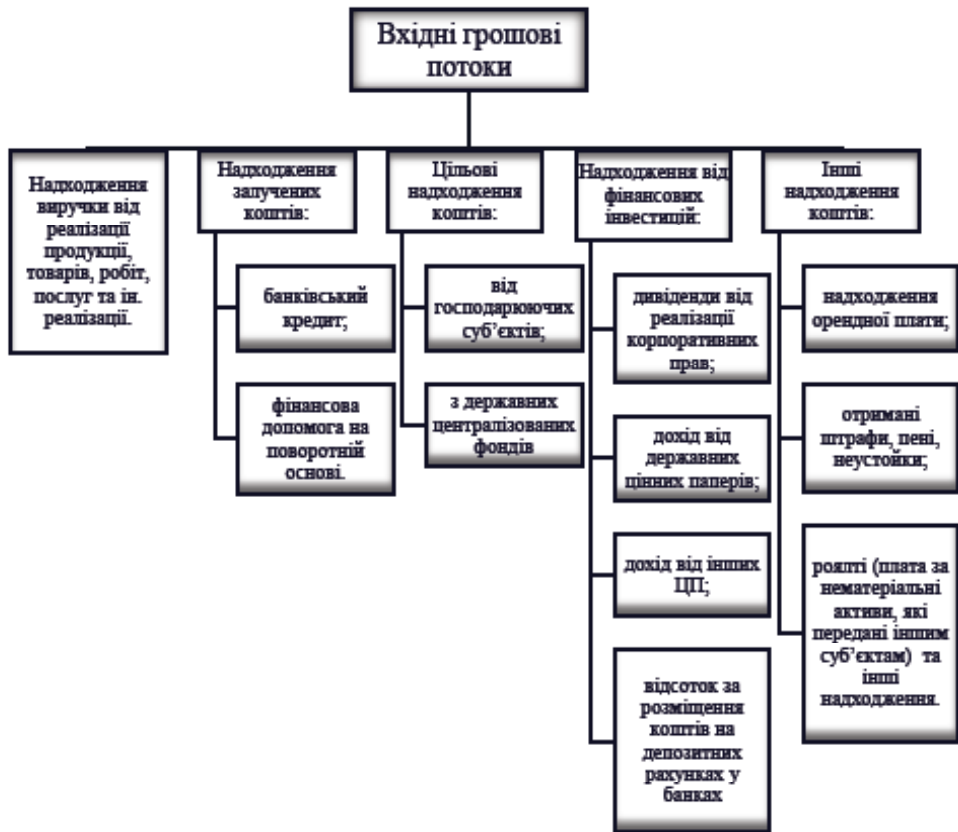 Вхідні грошові
потоки
Надходження
виручки від
реалізації
продукції,
товарів, робіт,
послуг та ін.
реалізації.
Надходження
залучених
коштів:
банківський
кредит;
фінансова
допомога на
поворотній
основі.
Цільові
надходження
коштів:
від
господарюючих
суб’єктів;
з державних
централізованих
фондів
Надходження від
фінансових
інвестицій:
дивіденди від
реалізації
корпоративних
прав;
дохід від
державних
цінних паперів;
дохід від інших
ЦП;
відсоток за
розміщення
коштів на
депозитних
рахунках у
банках
Інші
надходження
коштів:
надходження
орендної плати;
отримані
штрафи, пені,
неустойки;
роялті (плата за
нематеріальні
активи, які
передані іншим
суб’єктам) та
інші
надходження.